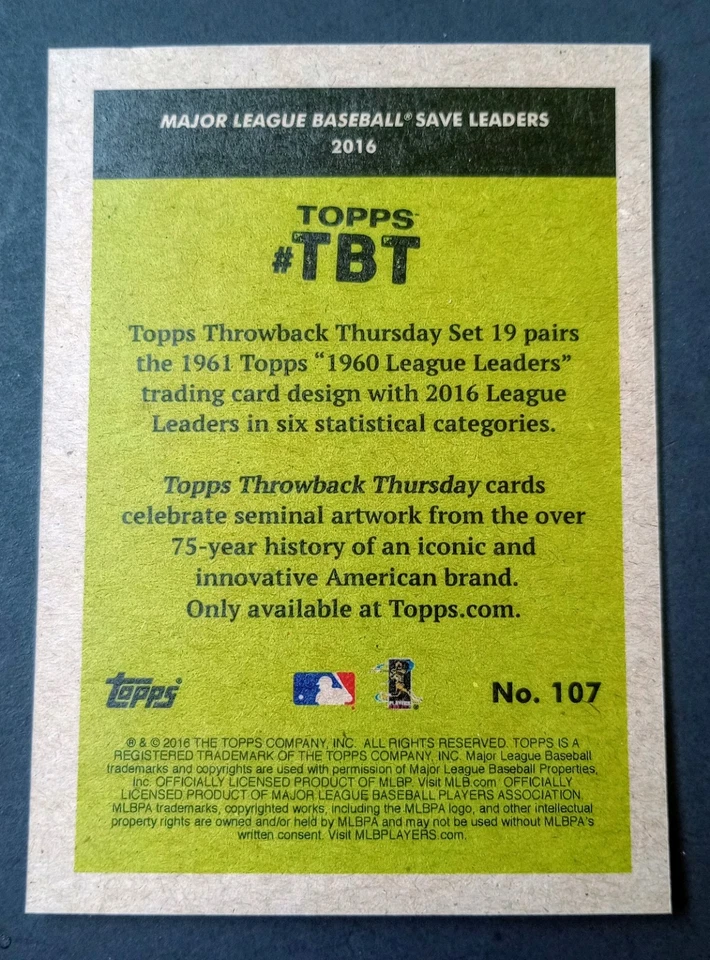 MAJOR LEAGUE BASEBALL® SAVE LEADERS
2016
TOPPS™
#TBT
Topps Throwback Thursday Set 19 pairs
the 1961 Topps “1960 League Leaders”
trading card design with 2016 League
Leaders in six statistical categories.
Topps Throwback Thursday cards
celebrate seminal artwork from the over
75-year history of an iconic and
innovative American brand.
Only available at Topps.com.
topps®
PLAYERS
No. 107
® & © 2016 THE TOPPS COMPANY, INC. ALL RIGHTS RESERVED. TOPPS IS A
REGISTERED TRADEMARK OF THE TOPPS COMPANY, INC. Major League Baseball
trademarks and copyrights are used with permission of Major League Baseball Properties,
Inc. OFFICIALLY LICENSED PRODUCT OF MLBP. Visit MLB.com OFFICIALLY
LICENSED PRODUCT OF MAJOR LEAGUE BASEBALL PLAYERS ASSOCIATION.
MLBPA trademarks, copyrighted works, including the MLBPA logo, and other intellectual
property rights are owned and/or held by MLBPA and may not be used without MLBPA's
written consent. Visit MLBPLAYERS.com.